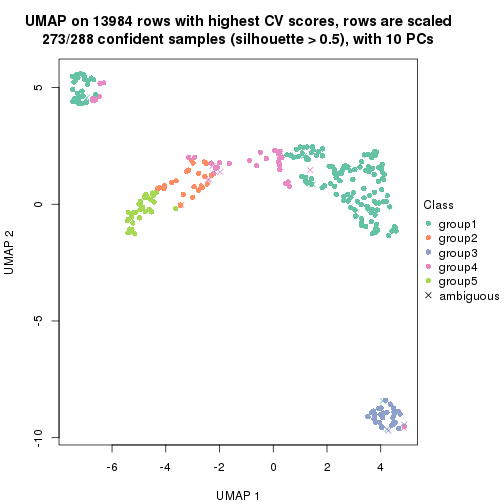 UMAP on 13984 rows with highest CV scores, rows are scaled
273/288 confident samples (silhouette > 0.5), with 10 PCs
5
0
-5
-10
UMAP 2
-6
-4
-2
0
2
4
UMAP 1
Class
group1
group2
group3
group4
group5
ambiguous